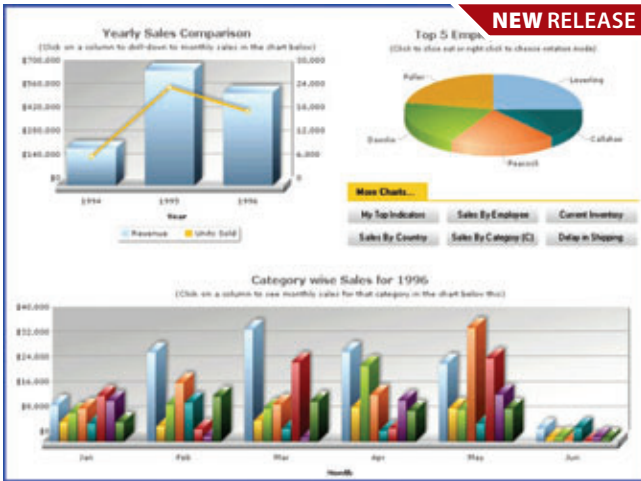 NEW RELEASE
Yearly Sales Comparison
(Click on a column to drill-down to monthly sales in the chart below)
$700,000
$560,000
$420,000
$280,000
$140,000
$0
30,000
24,000
18,000
12,000
6,000
0
1994
1995
1996
Year
Revenue
Units Sold
Top 5
(Click to slice out or right click to choose rotation mode)
Fuller
Leverling
Davolio
Callahan
Peacock
More Charts...
My Top Indicators
Sales By Employee
Current Inventory
Sales By Country
Sales By Category (C)
Delay in Shipping
Category wise Sales for 1996
(Click on a column to see monthly sales for that category in the chart below this)
$40,000
$32,000
$24,000
$16,000
$8,000
$0
Jan
Feb
Mar
Apr
May
Jun
Month